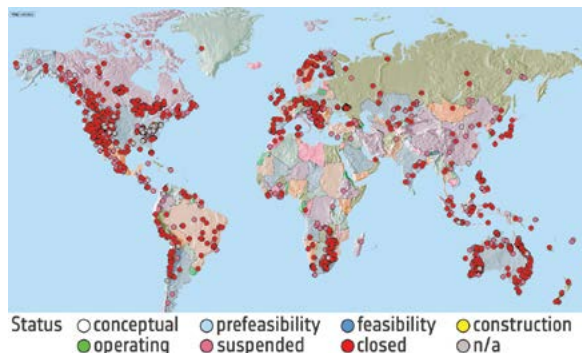 Status conceptual prefeasibility feasibility construction
operating suspended closed n/a